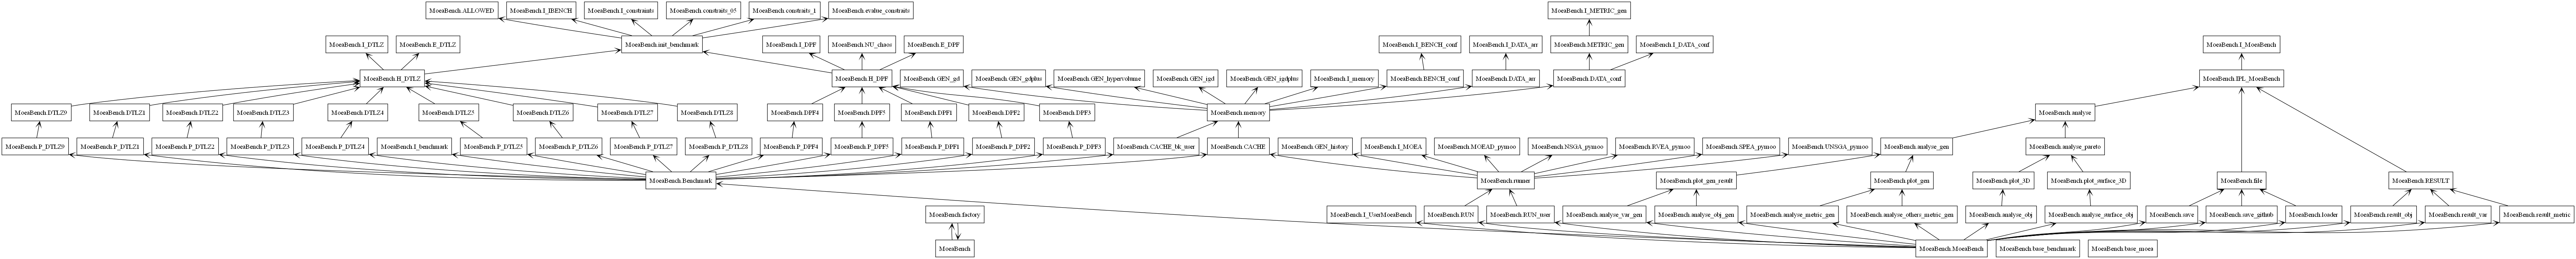 MoeaBench.ALLOWED
MoeaBench.I_IBENCH
MoeaBench.I_constraints
MoeaBench.constraints_05
MoeaBench.constraints_1
MoeaBench.evalue_constraits
MoeaBench.I_METRIC_gen
MoeaBench.I_DTLZ
MoeaBench.E_DTLZ
MoeaBench.init_benchmark
MoeaBench.I_DPF
MoeaBench.NU_chaos
MoeaBench.E_DPF
MoeaBench.I_BENCH_conf
MoeaBench.I_DATA_arr
MoeaBench.METRIC_gen
MoeaBench.I_DATA_conf
MoeaBench.I_MoeaBench
MoeaBench.H_DTLZ
MoeaBench.H_DPF
MoeaBench.GEN_gd
MoeaBench.GEN_gdplus
MoeaBench.GEN_hypervolume
MoeaBench.GEN_igd
MoeaBench.GEN_igdplus
MoeaBench.I_memory
MoeaBench.BENCH_conf
MoeaBench.DATA_arr
MoeaBench.DATA_conf
MoeaBench.IPL_MoeaBench
MoeaBench.DTLZ9
MoeaBench.DTLZ1
MoeaBench.DTLZ2
MoeaBench.DTLZ3
MoeaBench.DTLZ4
MoeaBench.DTLZ5
MoeaBench.DTLZ6
MoeaBench.DTLZ7
MoeaBench.DTLZ8
MoeaBench.DPF4
MoeaBench.DPF5
MoeaBench.DPF1
MoeaBench.DPF2
MoeaBench.DPF3
MoeaBench.memory
MoeaBench.analyse
MoeaBench.P_DTLZ9
MoeaBench.P_DTLZ1
MoeaBench.P_DTLZ2
MoeaBench.P_DTLZ3
MoeaBench.P_DTLZ4
MoeaBench.I_benchmark
MoeaBench.P_DTLZ5
MoeaBench.P_DTLZ6
MoeaBench.P_DTLZ7
MoeaBench.P_DTLZ8
MoeaBench.P_DPF4
MoeaBench.P_DPF5
MoeaBench.P_DPF1
MoeaBench.P_DPF2
MoeaBench.P_DPF3
MoeaBench.CACHE_bk_user
MoeaBench.CACHE
MoeaBench.GEN_history
MoeaBench.I_MOEA
MoeaBench.MOEAD_pymoo
MoeaBench.NSGA_pymoo
MoeaBench.RVEA_pymoo
MoeaBench.SPEA_pymoo
MoeaBench.UNSGA_pymoo
MoeaBench.analyse_gen
MoeaBench.analyse_pareto
MoeaBench.Benchmark
MoeaBench.runner
MoeaBench.plot_gen_result
MoeaBench.plot_gen
MoeaBench.plot_3D
MoeaBench.plot_surface_3D
MoeaBench.file
MoeaBench.RESULT
MoeaBench.factory
MoeaBench.I_UserMoeaBench
MoeaBench.RUN
MoeaBench.RUN_user
MoeaBench.analyse_var_gen
MoeaBench.analyse_obj_gen
MoeaBench.analyse_metric_gen
MoeaBench.analyse_others_metric_gen
MoeaBench.analyse_obj
MoeaBench.analyse_surface_obj
MoeaBench.save
MoeaBench.save_github
MoeaBench.loader
MoeaBench.result_obj
MoeaBench.result_var
MoeaBench.result_metric
MoeaBench
MoeaBench.MoeaBench
MoeaBench.base_benchmark
MoeaBench.base_moea